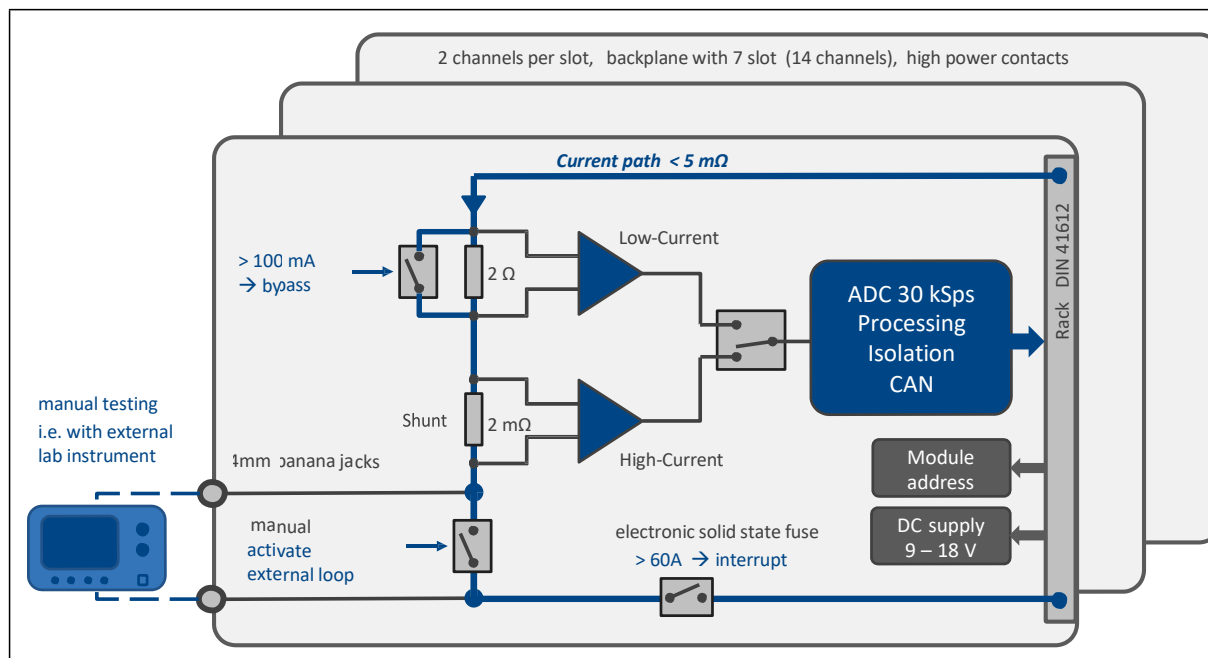 2 channels per slot, backplane with 7 slot (14 channels), high power contacts
Current path < 5 mΩ
Low-Current
> 100 mA
→ bypass
2 Ω
ADC 30 kSps
Processing
Isolation
CAN
Rack DIN 41612
manual testing
i.e. with external
lab instrument
Shunt
2 mΩ
4mm banana jacks
High-Current
Module
address
manual
activate
external loop
electronic solid state fuse
> 60A → interrupt
DC supply
9 – 18 V